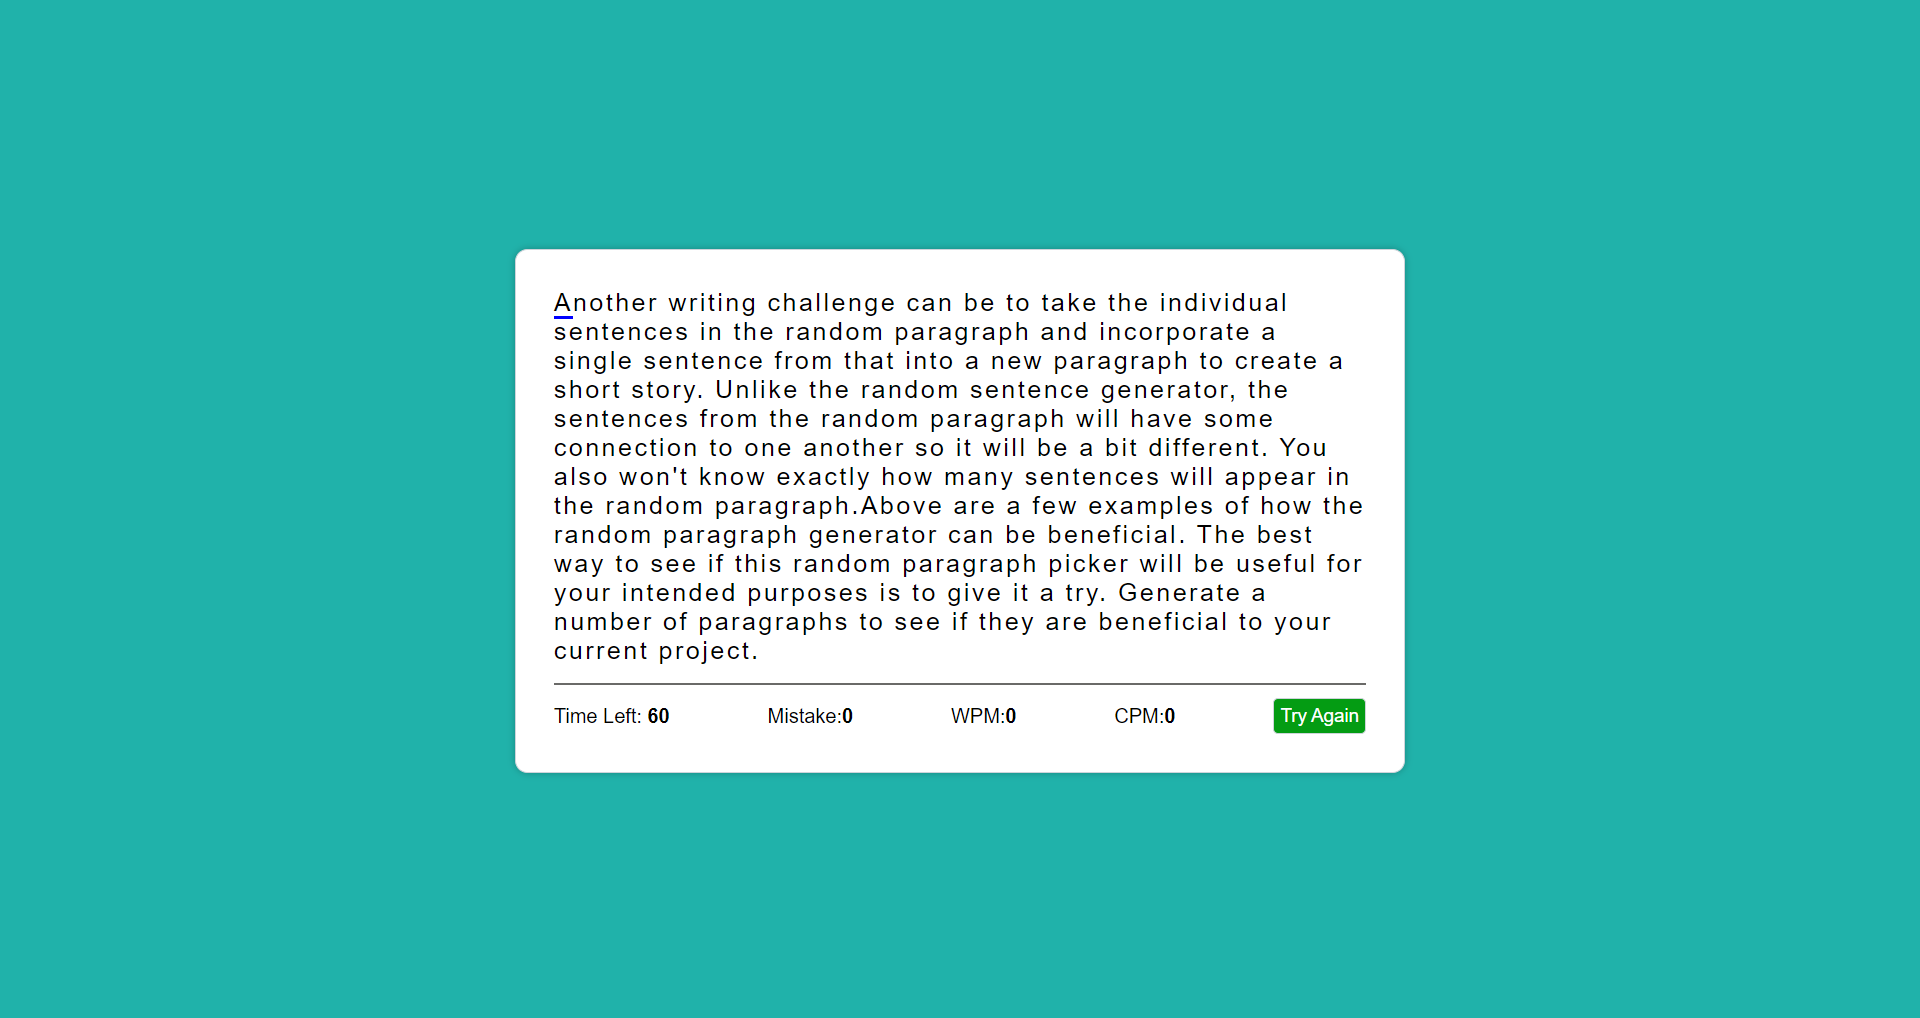 Another writing challenge can be to take the individual
sentences in the random paragraph and incorporate a
single sentence from that into a new paragraph to create a
short story. Unlike the random sentence generator, the
sentences from the random paragraph will have some
connection to one another so it will be a bit different. You
also won't know exactly how many sentences will appear in
the random paragraph.Above are a few examples of how the
random paragraph generator can be beneficial. The best
way to see if this random paragraph picker will be useful for
your intended purposes is to give it a try. Generate a
number of paragraphs to see if they are beneficial to your
current project.
Time Left: 60 Mistake:0 WPM:0 CPM:0 Try Again